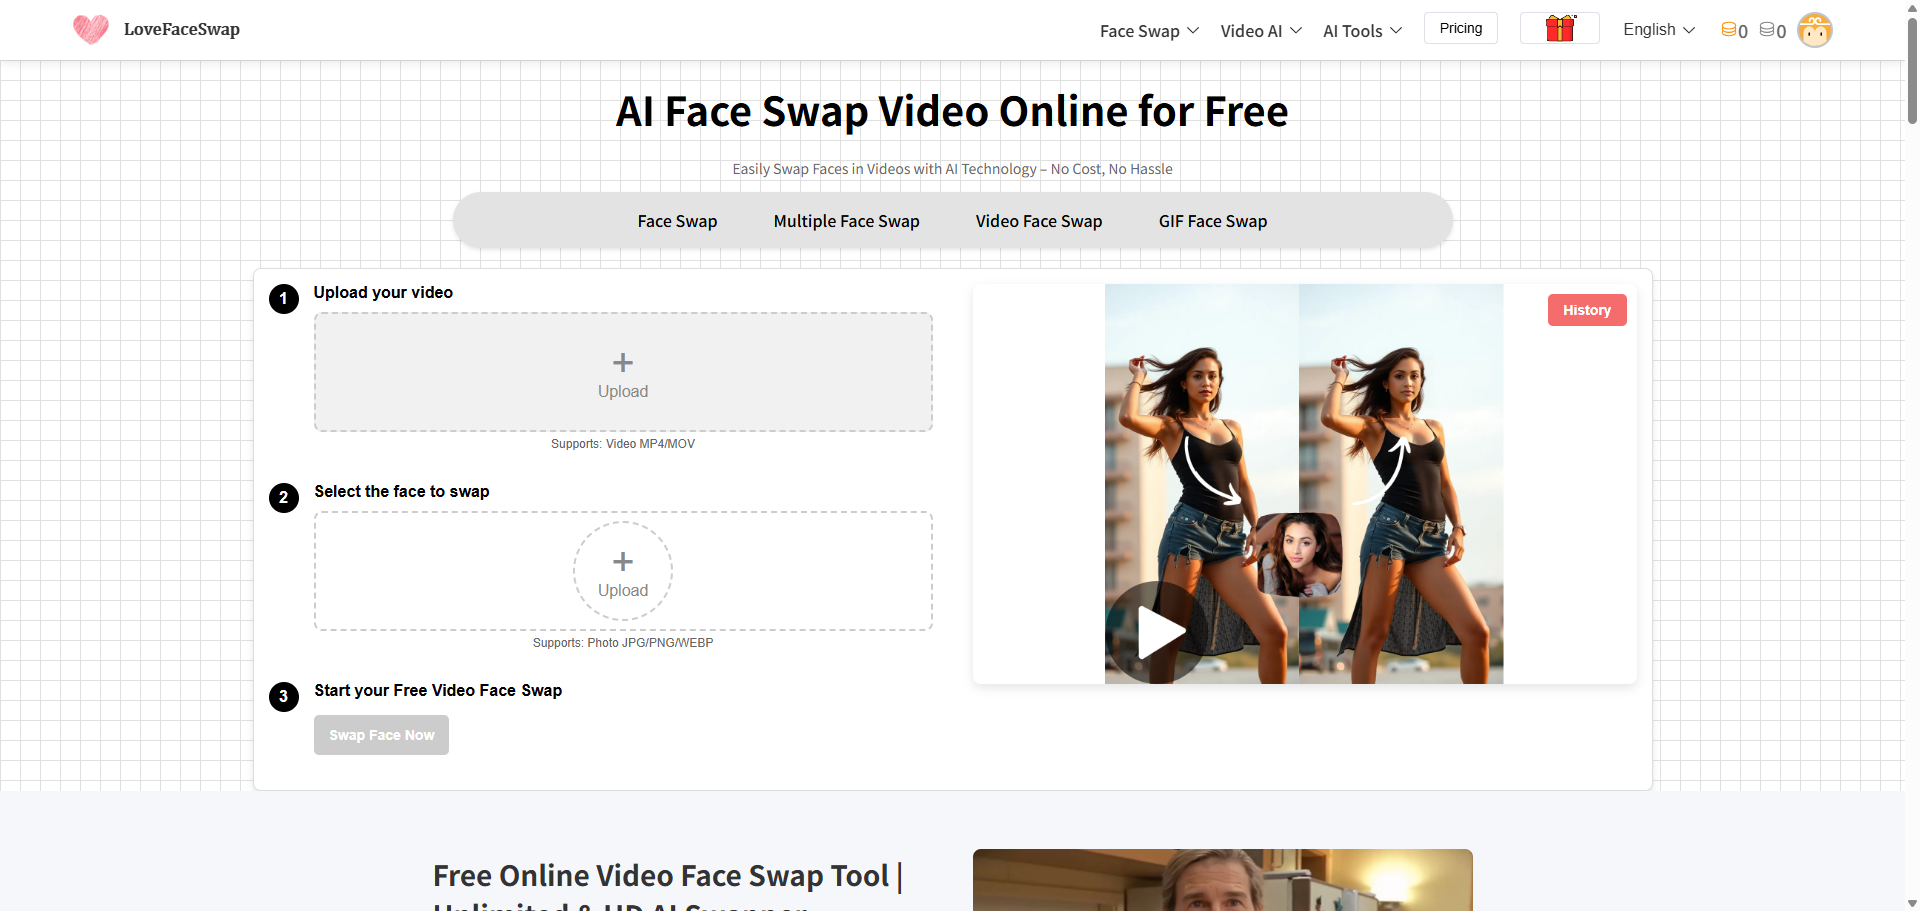 LoveFaceSwap
Face Swap
Video AI
AI Tools
Pricing
English
0
0
AI Face Swap Video Online for Free
Easily Swap Faces in Videos with AI Technology – No Cost, No Hassle
Face Swap
Multiple Face Swap
Video Face Swap
GIF Face Swap
1
Upload your video
+
Upload
Supports: Video MP4/MOV
2
Select the face to swap
+
Upload
Supports: Photo JPG/PNG/WEBP
3
Start your Free Video Face Swap
Swap Face Now
History
Free Online Video Face Swap Tool |
Unlimited & HD AI Swapper